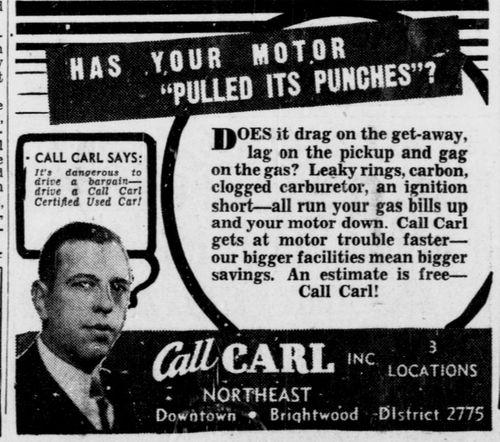 HAS YOUR MOTOR
"PULLED ITS PUNCHES"?
CALL CARL SAYS:
It's dangerous to
drive a bargain—
drive a Call Carl
Certified Used Car!
DOES it drag on the get-away,
lag on the pickup and gag
on the gas? Leaky rings, carbon,
clogged carburetor, an ignition
short—all run your gas bills up
and your motor down. Call Carl
gets at motor trouble faster—
our bigger facilities mean bigger
savings. An estimate is free—
Call Carl!
Call CARL INC 3 LOCATIONS
NORTHEAST
Downtown • Brightwood District 2775